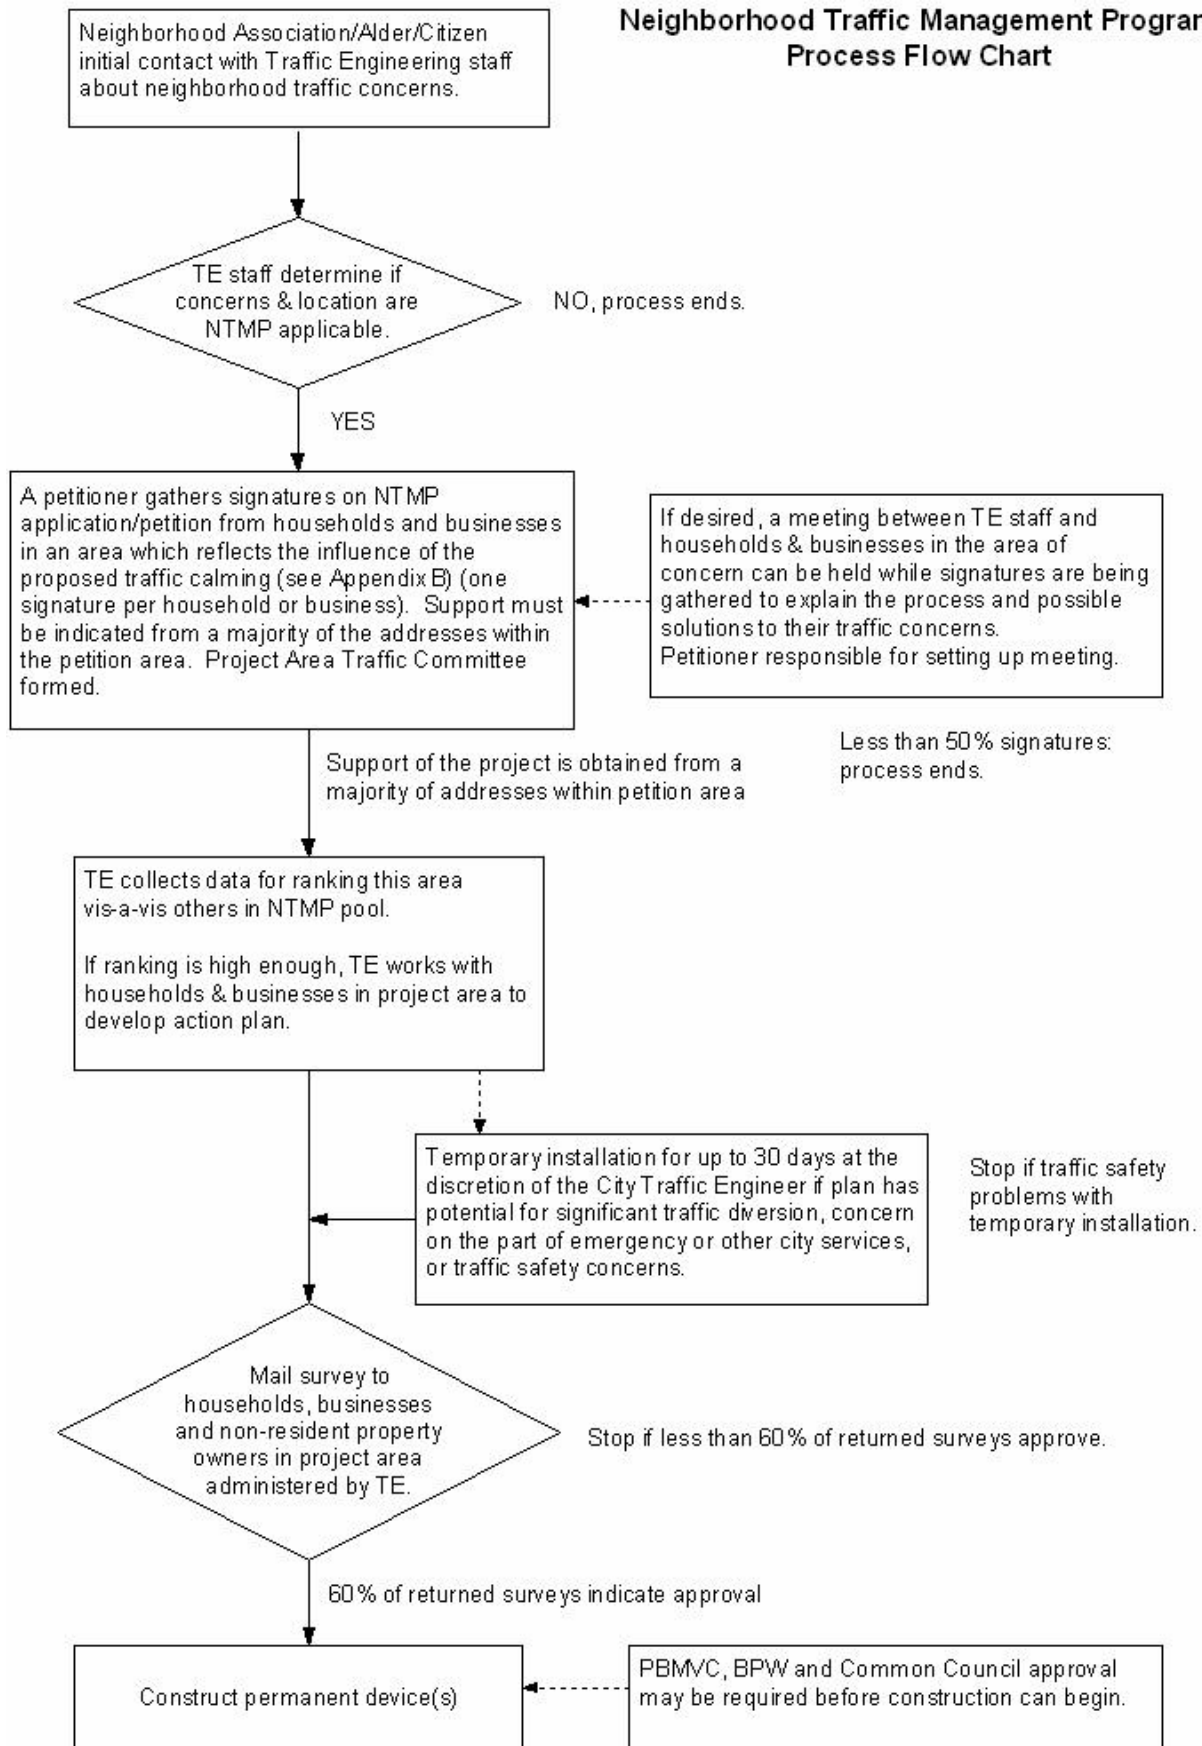 Neighborhood Traffic Management Progran
Process Flow Chart
Neighborhood Association/Alder/Citizen
initial contact with Traffic Engineering staff
about neighborhood traffic concerns.
TE staff determine if
concerns & location are
NTMP applicable.
NO, process ends.
YES
A petitioner gathers signatures on NTMP
application/petition from households and businesses
in an area which reflects the influence of the
proposed traffic calming (see Appendix B) (one
signature per household or business).  Support must
be indicated from a majority of the addresses within
the petition area.  Project Area Traffic Committee
formed.
If desired, a meeting between TE staff and
households & businesses in the area of
concern can be held while signatures are being
gathered to explain the process and possible
solutions to their traffic concerns.
Petitioner responsible for setting up meeting.
Support of the project is obtained from a
majority of addresses within petition area
Less than 50% signatures:
process ends.
TE collects data for ranking this area
vis-a-vis others in NTMP pool.
If ranking is high enough, TE works with
households & businesses in project area to
develop action plan.
Temporary installation for up to 30 days at the
discretion of the City Traffic Engineer if plan has
potential for significant traffic diversion, concern
on the part of emergency or other city services,
or traffic safety concerns.
Stop if traffic safety
problems with
temporary installation.
Mail survey to
households, businesses
and non-resident property
owners in project area
administered by TE.
Stop if less than 60% of returned surveys approve.
60% of returned surveys indicate approval
Construct permanent device(s)
PBMVC, BPW and Common Council approval
may be required before construction can begin.